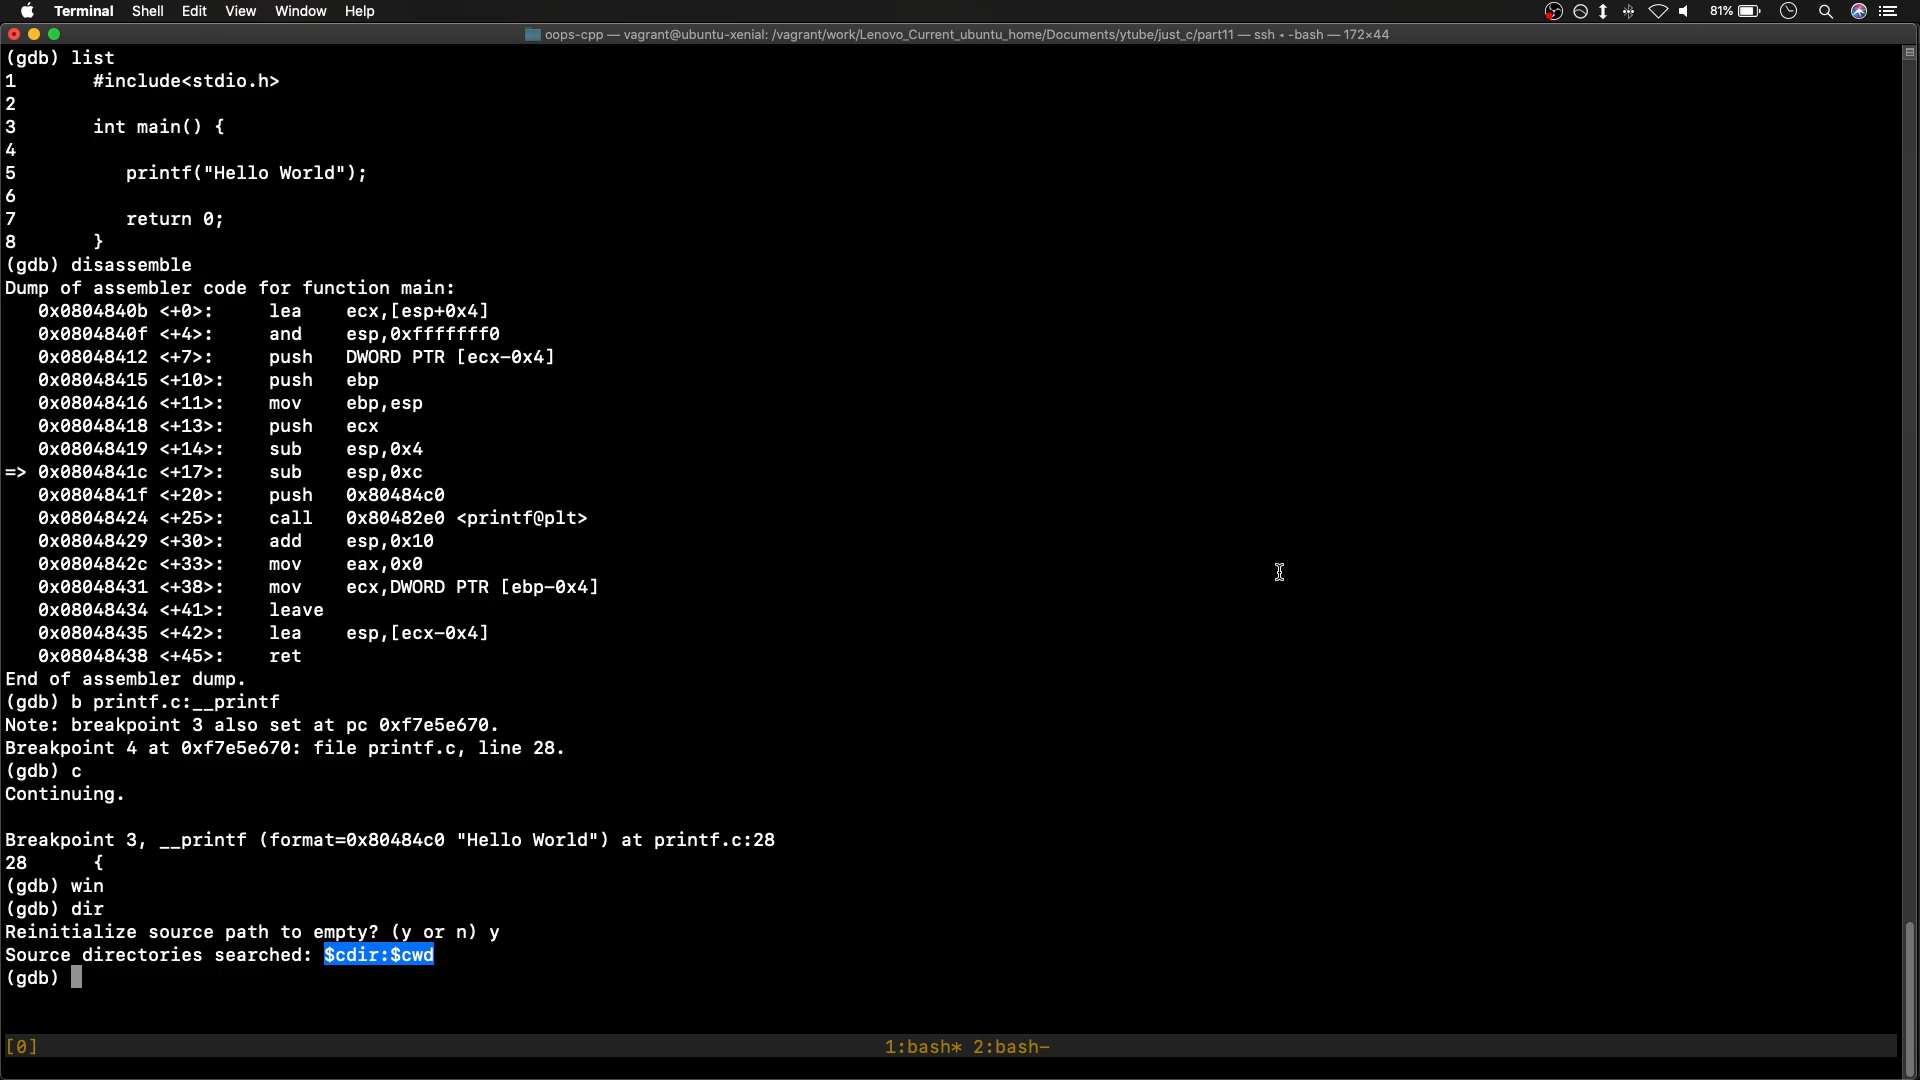 Terminal Shell Edit View Window Help 81%
oops-cpp — vagrant@ubuntu-xenial: /vagrant/work/Lenovo_Current_ubuntu_home/Documents/ytube/just_c/part11 — ssh ◂ -bash — 172×44
(gdb) list
1 #include<stdio.h>
2
3 int main() {
4
5 printf("Hello World");
6
7 return 0;
8 }
(gdb) disassemble
Dump of assembler code for function main:
0x0804840b <+0>: lea ecx,[esp+0x4]
0x0804840f <+4>: and esp,0xfffffff0
0x08048412 <+7>: push DWORD PTR [ecx-0x4]
0x08048415 <+10>: push ebp
0x08048416 <+11>: mov ebp,esp
0x08048418 <+13>: push ecx
0x08048419 <+14>: sub esp,0x4
=> 0x0804841c <+17>: sub esp,0xc
0x0804841f <+20>: push 0x80484c0
0x08048424 <+25>: call 0x80482e0 <printf@plt>
0x08048429 <+30>: add esp,0x10
0x0804842c <+33>: mov eax,0x0
0x08048431 <+38>: mov ecx,DWORD PTR [ebp-0x4]
0x08048434 <+41>: leave
0x08048435 <+42>: lea esp,[ecx-0x4]
0x08048438 <+45>: ret
End of assembler dump.
(gdb) b printf.c:__printf
Note: breakpoint 3 also set at pc 0xf7e5e670.
Breakpoint 4 at 0xf7e5e670: file printf.c, line 28.
(gdb) c
Continuing.
Breakpoint 3, __printf (format=0x80484c0 "Hello World") at printf.c:28
28 {
(gdb) win
(gdb) dir
Reinitialize source path to empty? (y or n) y
Source directories searched: $cdir:$cwd
(gdb)
[0] 1:bash* 2:bash-